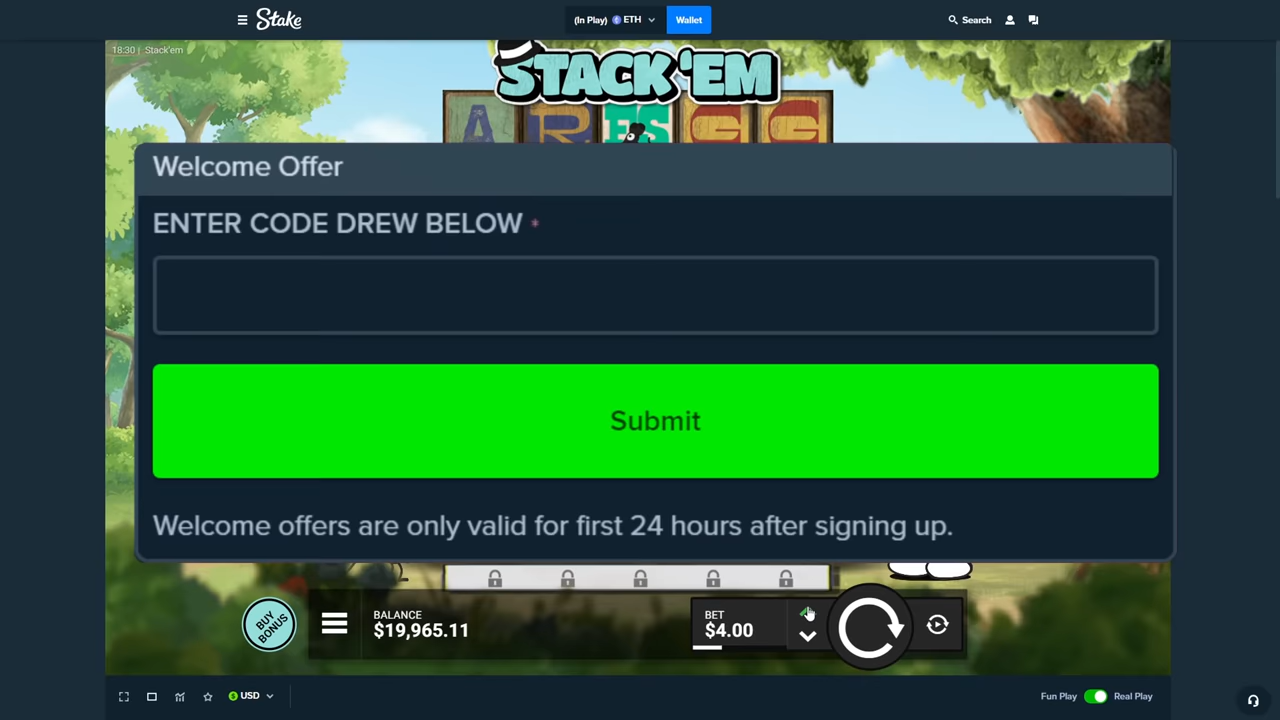 Stake
(In Play) ETH
Wallet
Search
18:30 | Stack'em
STACK 'EM
Welcome Offer
ENTER CODE DREW BELOW *
Submit
Welcome offers are only valid for first 24 hours after signing up.
BUY BONUS
BALANCE
$19,965.11
BET
$4.00
$ USD
Fun Play
Real Play